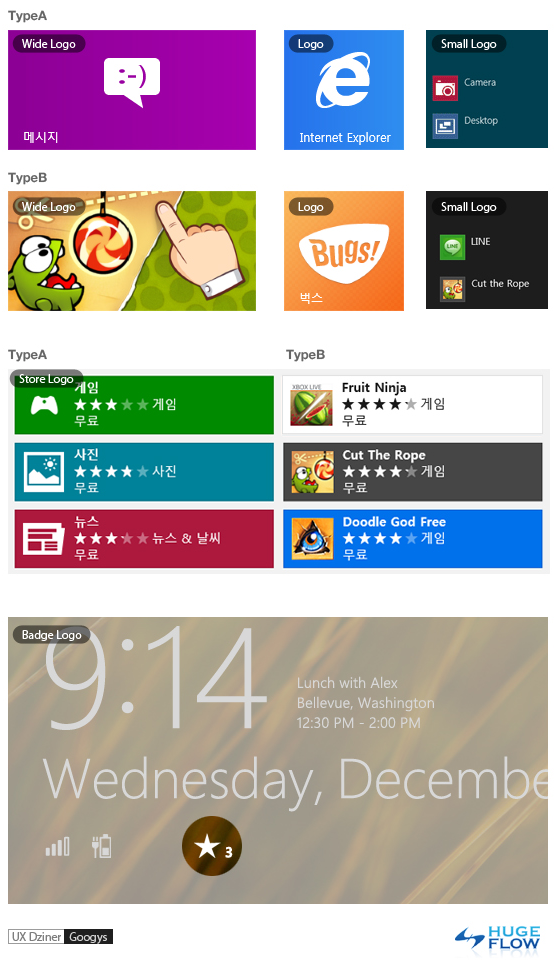 TypeA
Wide Logo
:-)
메시지
Logo
Internet Explorer
Small Logo
Camera
Desktop
TypeB
Wide Logo
Logo
Bugs!
벅스
Small Logo
LINE
LINE
Cut the Rope
TypeA
TypeB
Store Logo
게임
★★★★★ 게임
무료
사진
★★★★★ 사진
무료
뉴스
★★★★★ 뉴스 & 날씨
무료
XBOX LIVE
Fruit Ninja
★★★★★ 게임
무료
Cut The Rope
★★★★★ 게임
무료
Doodle God Free
★★★★★ 게임
무료
Badge Logo
9:14
Lunch with Alex
Bellevue, Washington
12:30 PM - 2:00 PM
Wednesday, Decembe
★ 3
UX Dziner Googys
HUGE
FLOW